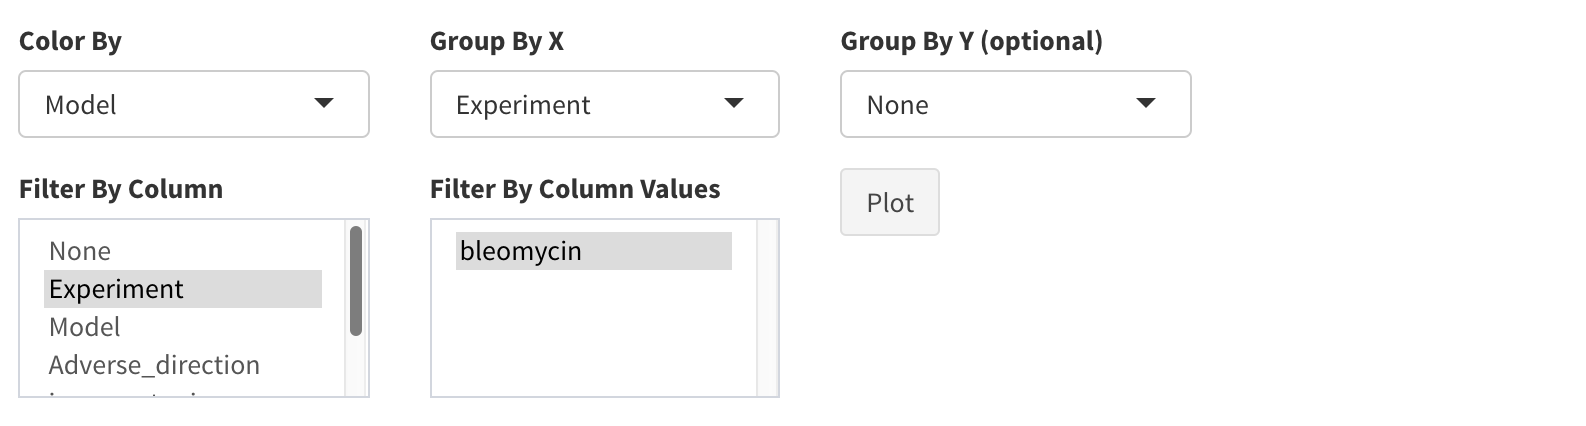 Color By
Group By X
Group By Y (optional)
Model
Experiment
None
Filter By Column
Filter By Column Values
Plot
None
Experiment
Model
Adverse_direction
bleomycin